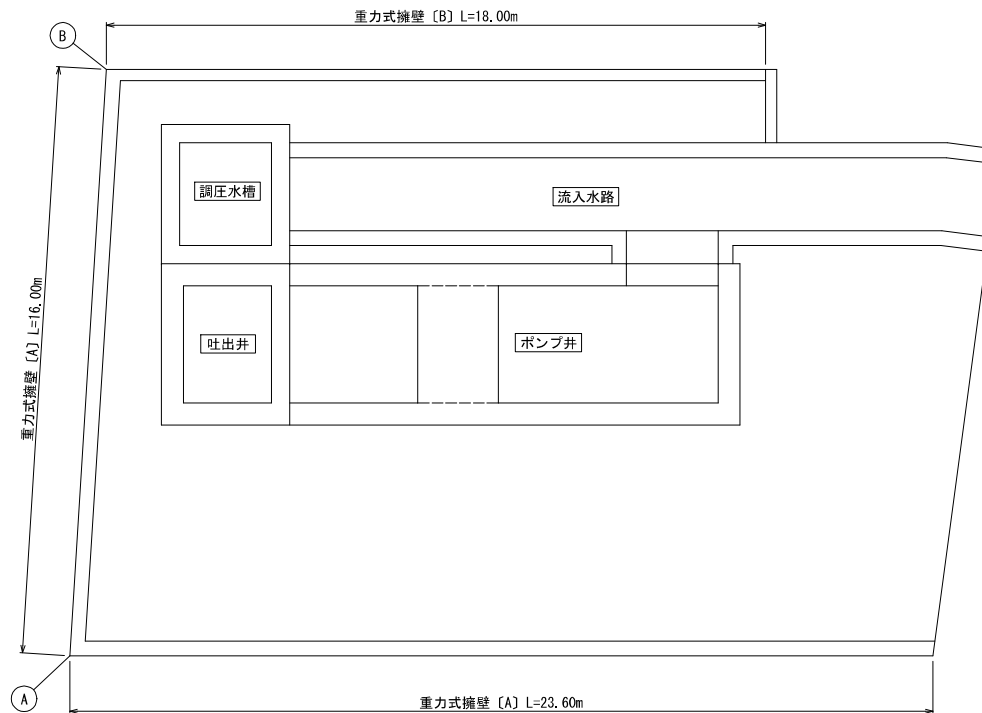 重力式擁壁〔B〕L=18.00m
B
調圧水槽
流入水路
重力式擁壁〔A〕L=16.00m
吐出井
ポンプ井
A
重力式擁壁〔A〕L=23.60m